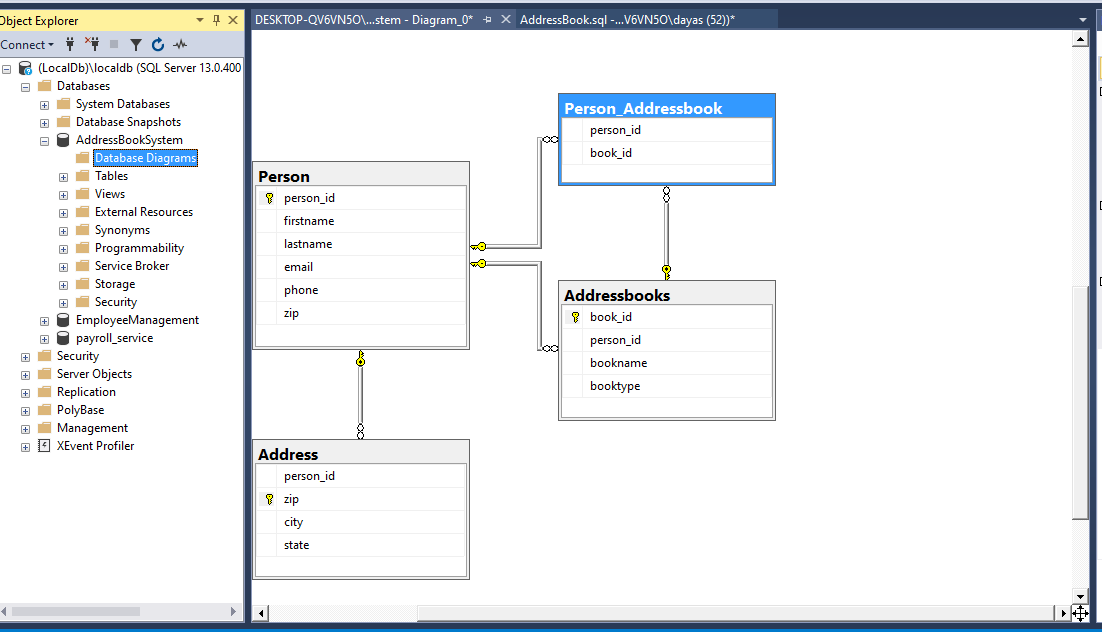 Object Explorer
DESKTOP-QV6VN5O\...stem - Diagram_0*
AddressBook.sql -...V6VN5O\dayas (52))*
Connect
(LocalDb)\localdb (SQL Server 13.0.400
Databases
System Databases
Database Snapshots
AddressBookSystem
Database Diagrams
Tables
Views
External Resources
Synonyms
Programmability
Service Broker
Storage
Security
EmployeeManagement
payroll_service
Security
Server Objects
Replication
PolyBase
Management
XEvent Profiler
Person_Addressbook
person_id
book_id
Person
person_id
firstname
lastname
email
phone
zip
Addressbooks
book_id
person_id
bookname
booktype
Address
person_id
zip
city
state